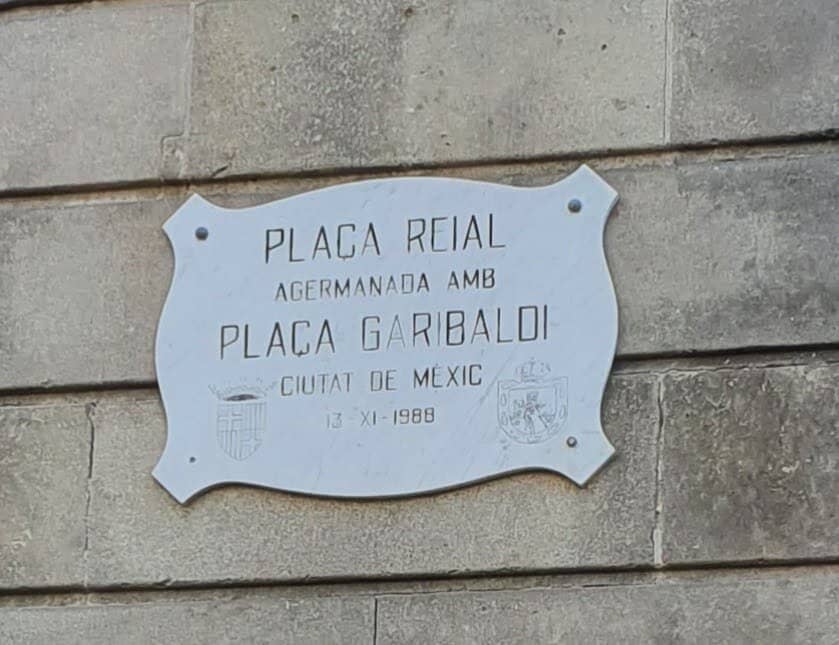 PLAÇA REIAL
AGERMANADA AMB
PLAÇA GARIBALDI
CIUTAT DE MÈXIC
13-XI-1988